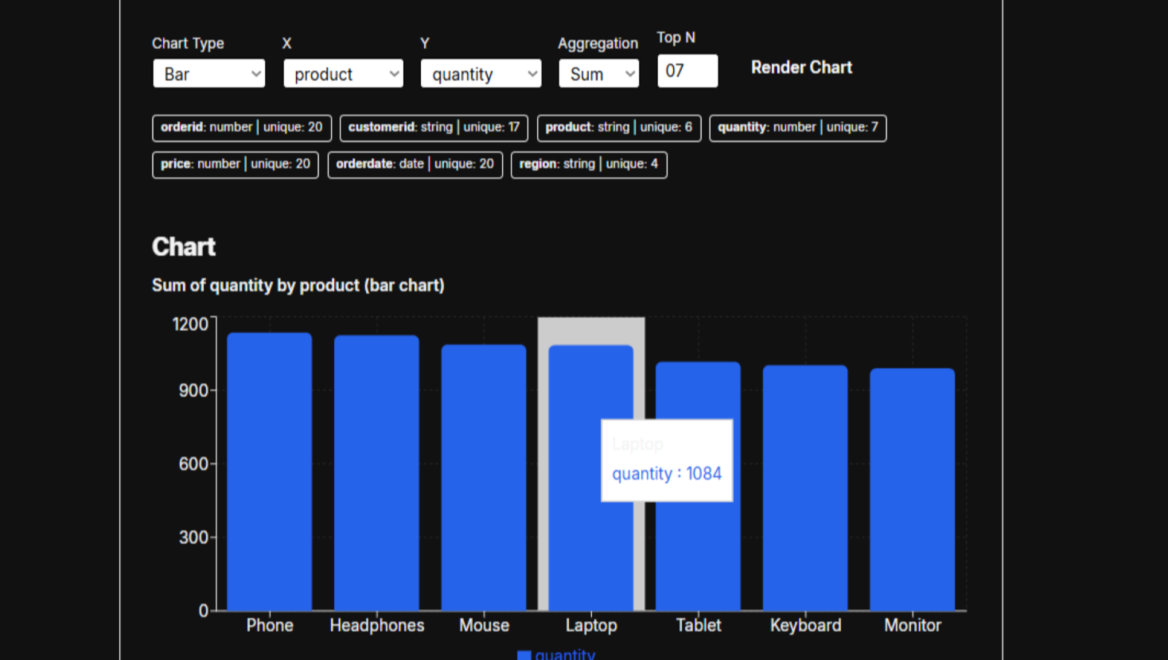 Chart Type X Y Aggregation Top N
Bar product quantity Sum 07 Render Chart
orderid: number | unique: 20 customerid: string | unique: 17 product: string | unique: 6 quantity: number | unique: 7
price: number | unique: 20 orderdate: date | unique: 20 region: string | unique: 4
Chart
Sum of quantity by product (bar chart)
1200
900
Laptop
600
quantity : 1084
300
0
Phone Headphones Mouse Laptop Tablet Keyboard Monitor
quantity